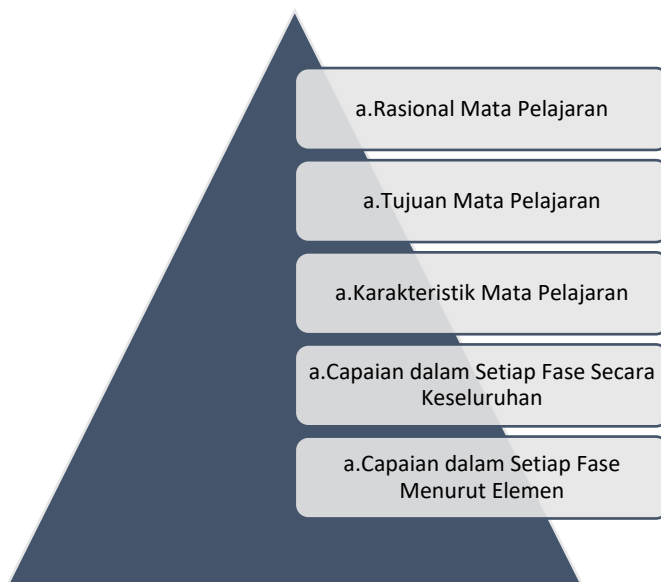 a.Rasional Mata Pelajaran
a.Tujuan Mata Pelajaran
a.Karakteristik Mata Pelajaran
a.Capaian dalam Setiap Fase Secara
Keseluruhan
a.Capaian dalam Setiap Fase
Menurut Elemen